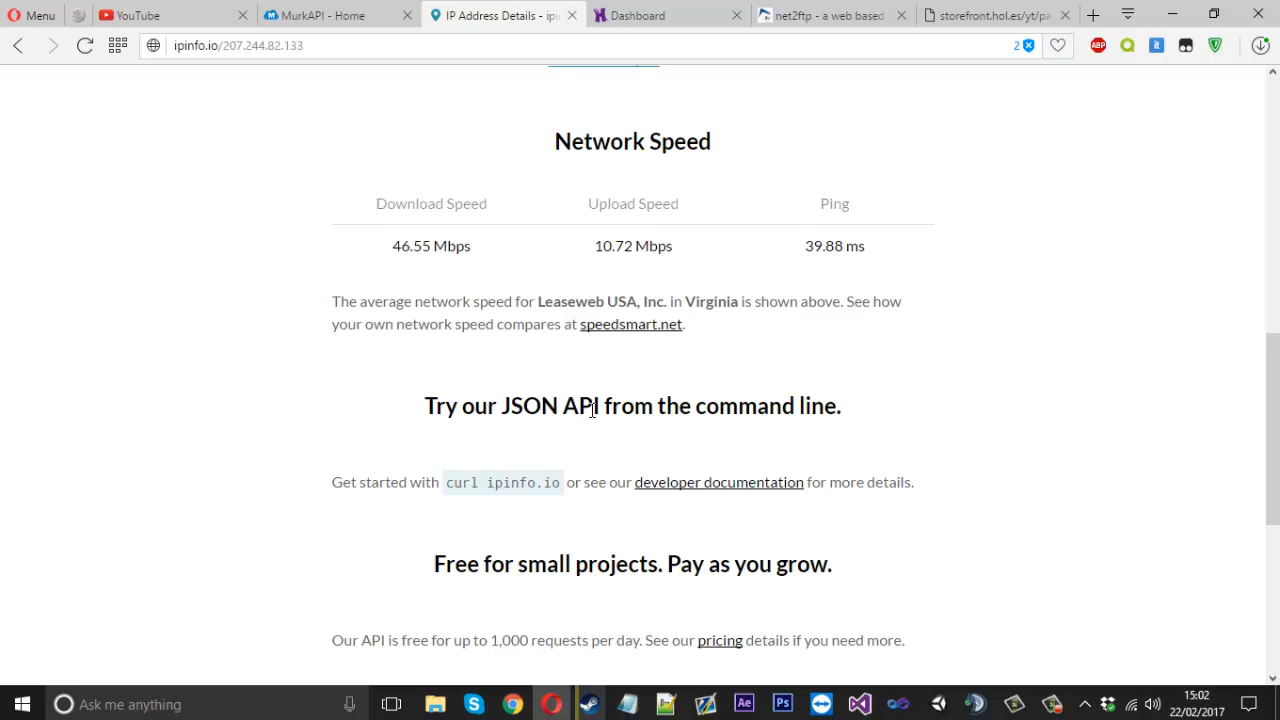 Menu
YouTube
MurkAPI - Home
IP Address Details - ipin
Dashboard
net2ftp - a web based
storefront.hol.es/yt/pa
ipinfo.io/207.244.82.133
2
ABP
it
Network Speed
Download Speed Upload Speed Ping
46.55 Mbps 10.72 Mbps 39.88 ms
The average network speed for Leaseweb USA, Inc. in Virginia is shown above. See how
your own network speed compares at speedsmart.net.
Try our JSON API from the command line.
Get started with curl ipinfo.io or see our developer documentation for more details.
Free for small projects. Pay as you grow.
Our API is free for up to 1,000 requests per day. See our pricing details if you need more.
Ask me anything
Ae
Ps
15:02
22/02/2017